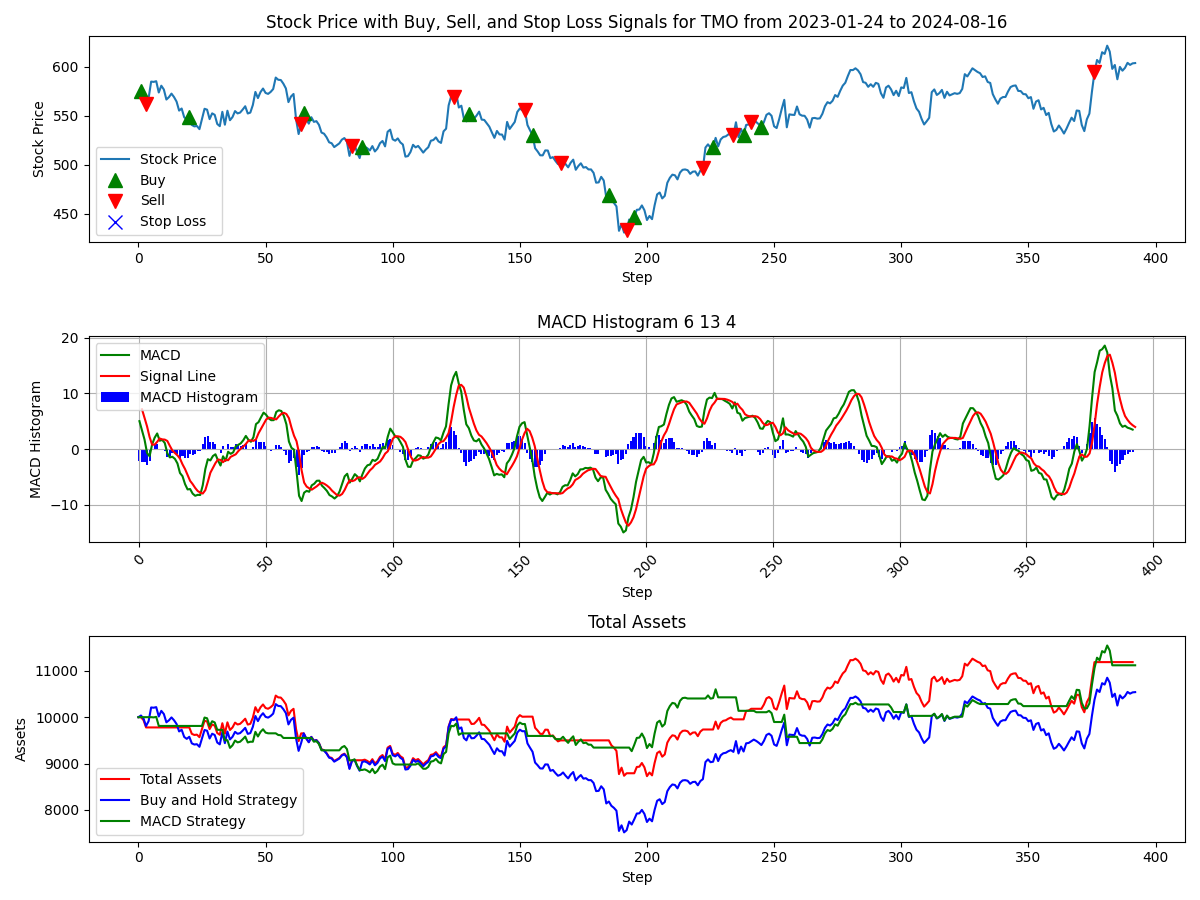 Stock Price with Buy, Sell, and Stop Loss Signals for TMO from 2023-01-24 to 2024-08-16
Stock Price
600
550
500
450
Stock Price
Buy
Sell
Stop Loss
0 50 100 150 200 250 300 350 400
Step
MACD Histogram 6 13 4
MACD Histogram
20
10
0
−10
MACD
Signal Line
MACD Histogram
0 50 100 150 200 250 300 350 400
Step
Total Assets
Assets
11000
10000
9000
8000
Total Assets
Buy and Hold Strategy
MACD Strategy
0 50 100 150 200 250 300 350 400
Step